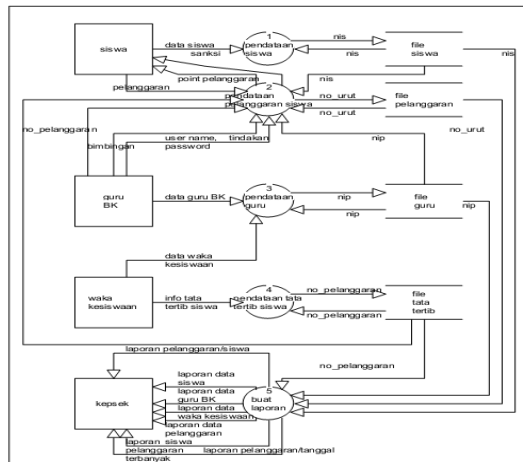 siswa
data siswa
sanksi
1
pendataan
siswa
nis
nis
file
siswa
nis
point pelanggaran
pelanggaran
2
pendataan
pelanggaran siswa
nis
no_urut
no_urut
file
pelanggaran
no_pelanggaran
bimbingan
user name,
password
tindakan
nip
no_urut
guru
BK
data guru BK
3
pendataan
guru
nip
nip
file
guru
nip
data waka
kesiswaan
waka
kesiswaan
info tata
tertib siswa
4
pendataan tata
tertib siswa
no_pelanggaran
no_pelanggaran
file
tata
tertib
laporan pelanggaran/siswa
no_pelanggaran
kepsek
laporan data
siswa
laporan data
guru BK
laporan data
waka kesiswaan
laporan data
pelanggaran
5
buat
laporan
laporan siswa
pelanggaran
terbanyak
laporan pelanggaran/tanggal